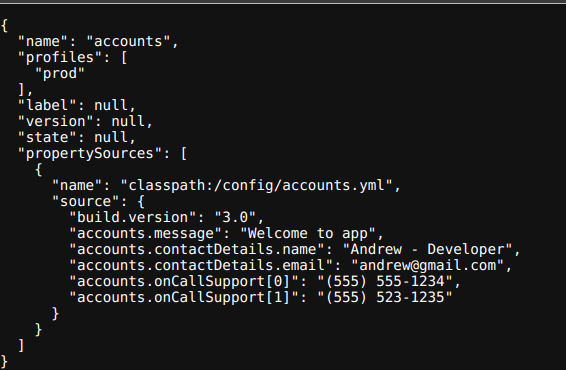 {
  "name": "accounts",
  "profiles": [
    "prod"
  ],
  "label": null,
  "version": null,
  "state": null,
  "propertySources": [
    {
      "name": "classpath:/config/accounts.yml",
      "source": {
        "build.version": "3.0",
        "accounts.message": "Welcome to app",
        "accounts.contactDetails.name": "Andrew - Developer",
        "accounts.contactDetails.email": "andrew@gmail.com",
        "accounts.onCallSupport[0]": "(555) 555-1234",
        "accounts.onCallSupport[1]": "(555) 523-1235"
      }
    }
  ]
}